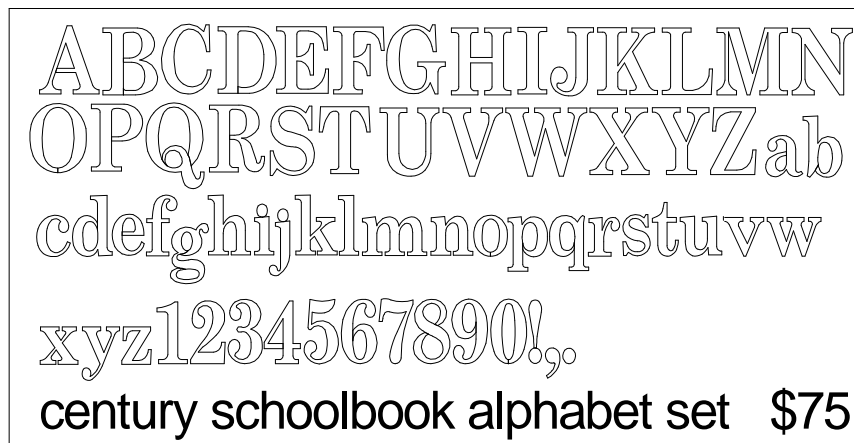 ABCDEFGHIJKLMN
OPQRSTUVWXYZab
cdefghijklmnopqrstuvw
xyz1234567890!,.
century schoolbook alphabet set $75